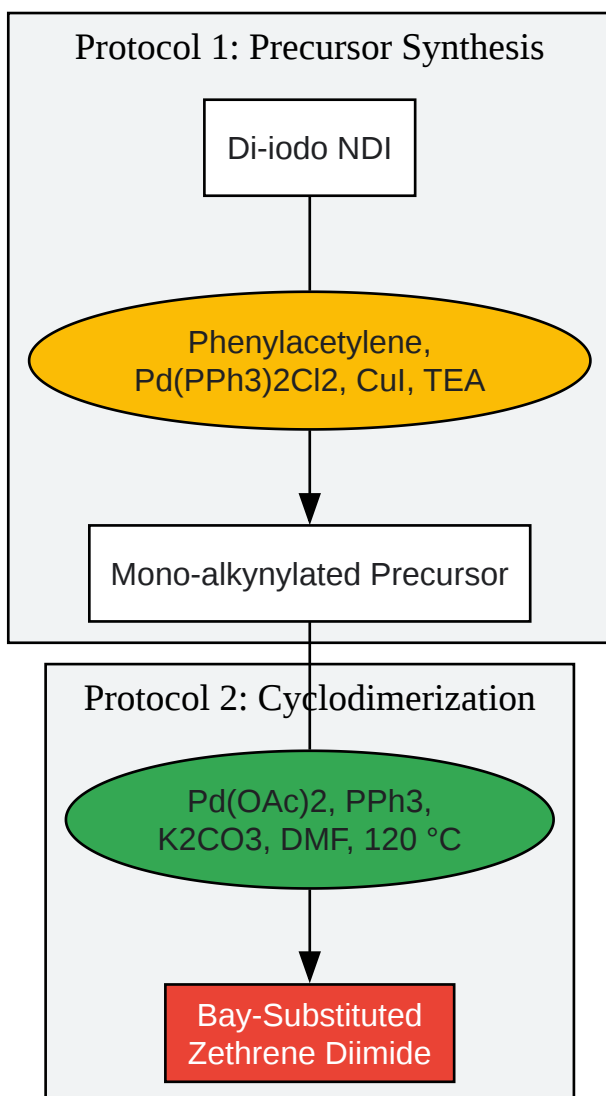 Protocol 1: Precursor Synthesis
Di-iodo NDI
Phenylacetylene,
Pd(PPh3)2Cl2, CuI, TEA
Mono-alkynylated Precursor
Protocol 2: Cyclodimerization
Pd(OAc)2, PPh3,
K2CO3, DMF, 120 °C
Bay-Substituted
Zethrene Diimide